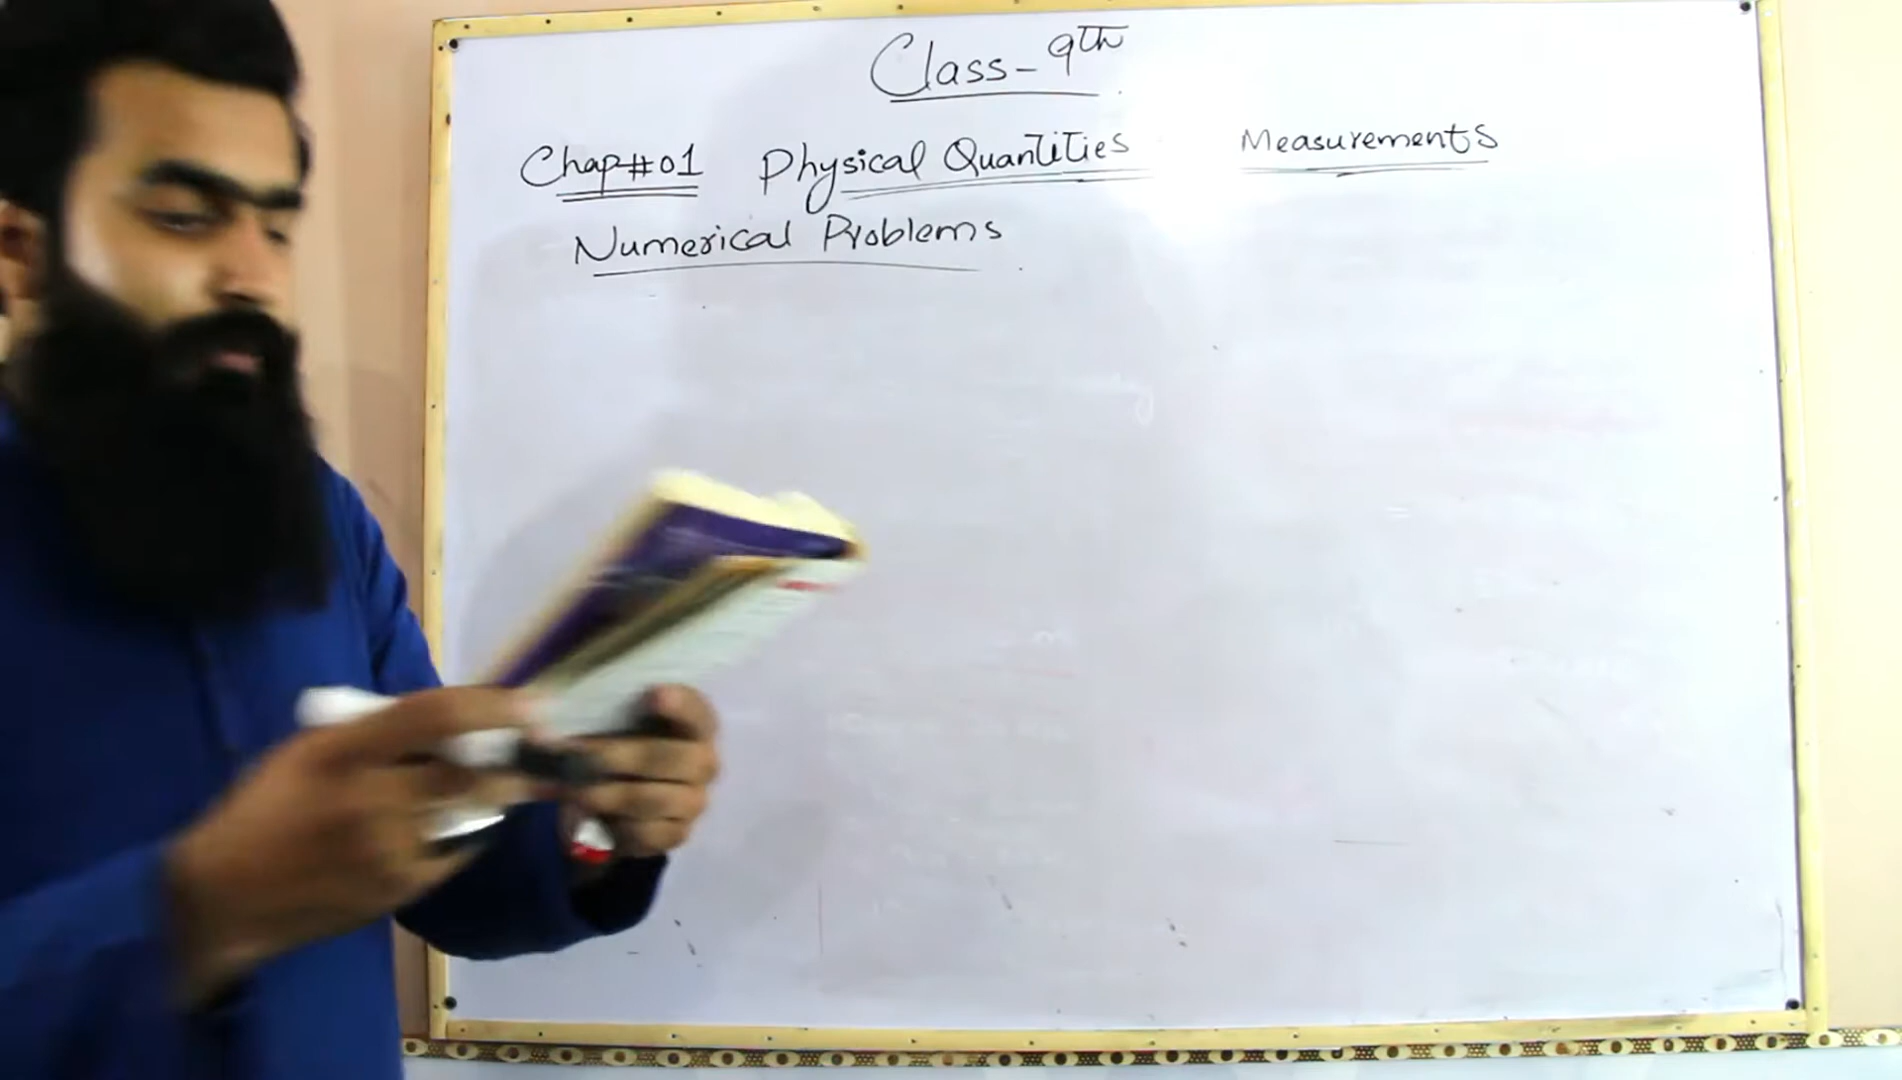 Class - 9th
Chap#01 Physical Quantities Measurements
Numerical Problems